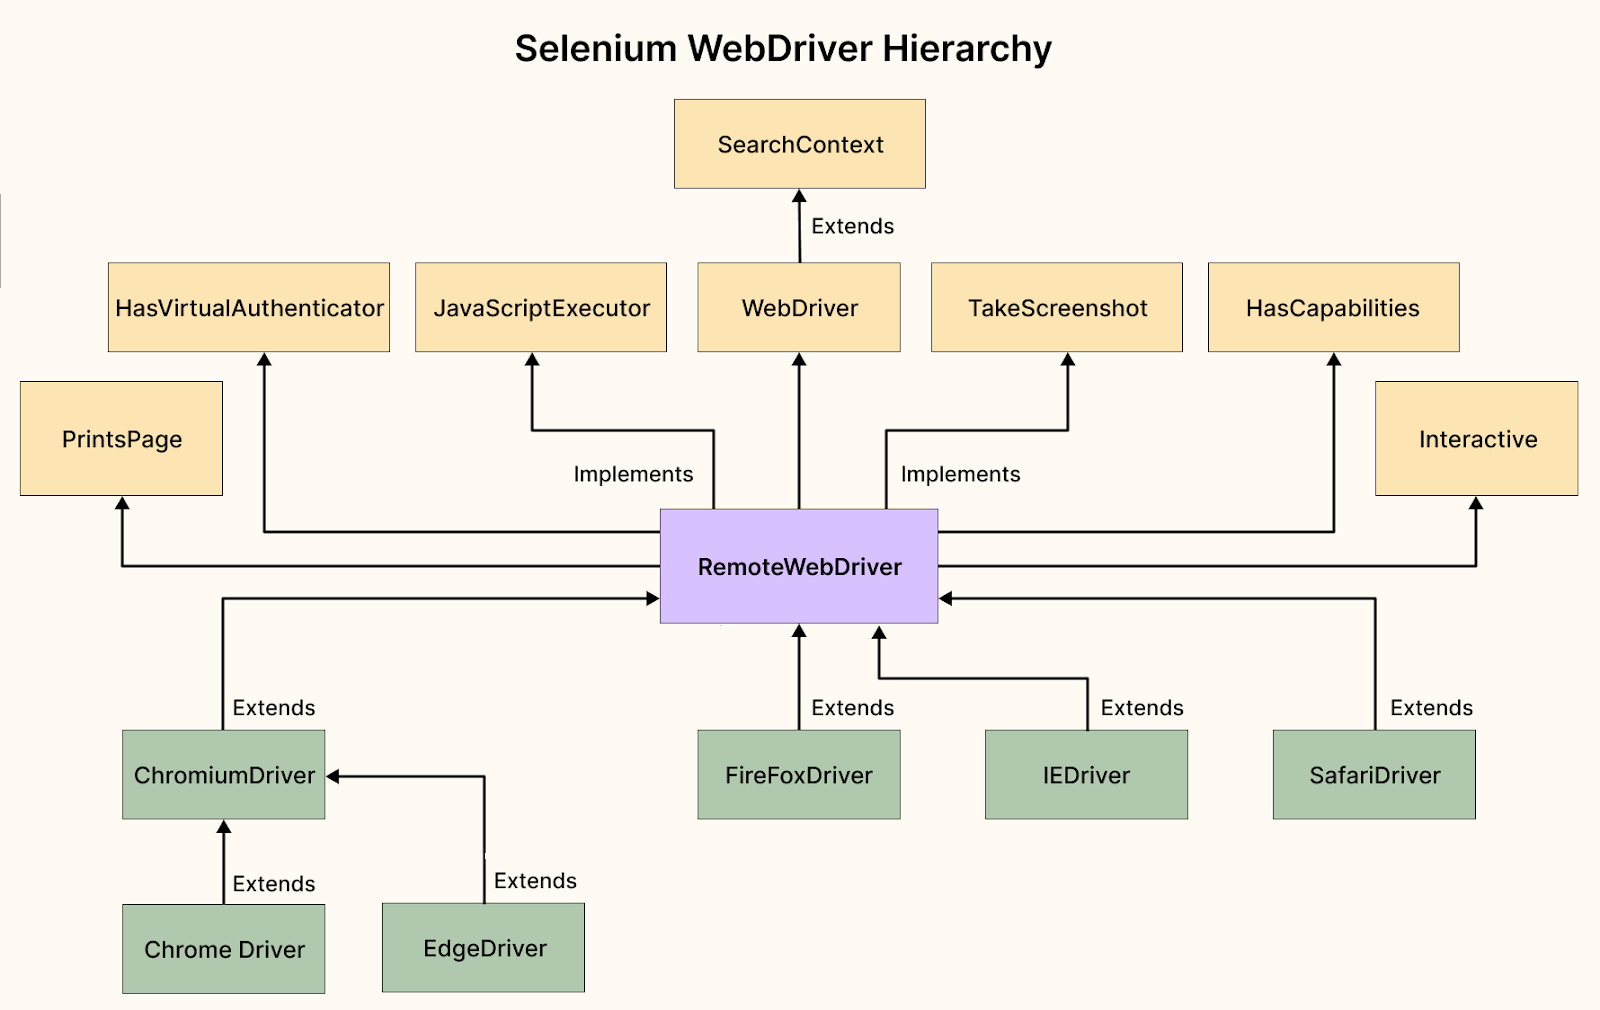 Selenium WebDriver Hierarchy
SearchContext
Extends
HasVirtualAuthenticator
JavaScriptExecutor
WebDriver
TakeScreenshot
HasCapabilities
PrintsPage
Interactive
Implements
Implements
RemoteWebDriver
Extends
Extends
Extends
Extends
ChromiumDriver
FireFoxDriver
IEDriver
SafariDriver
Extends
Extends
Chrome Driver
EdgeDriver